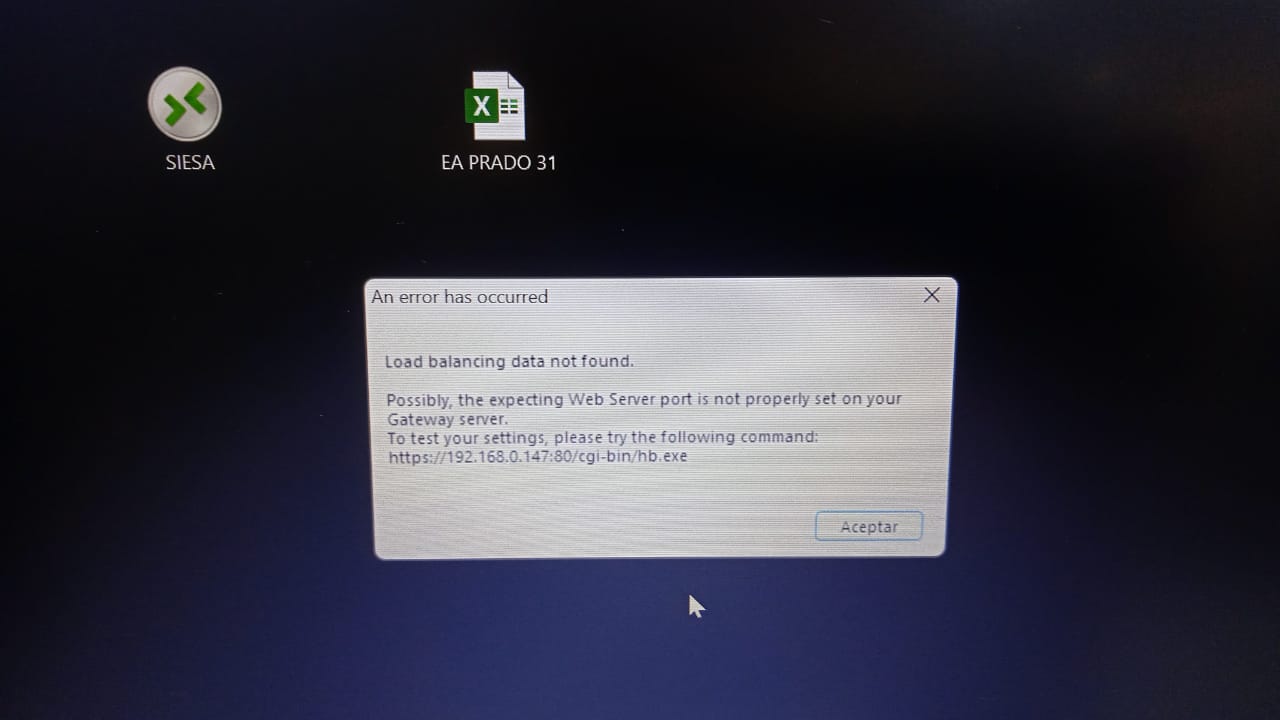 SIESA
EA PRADO 31
An error has occurred
Load balancing data not found.
Possibly, the expecting Web Server port is not properly set on your
Gateway server.
To test your settings, please try the following command:
https://192.168.0.147:80/cgi-bin/hb.exe
Aceptar